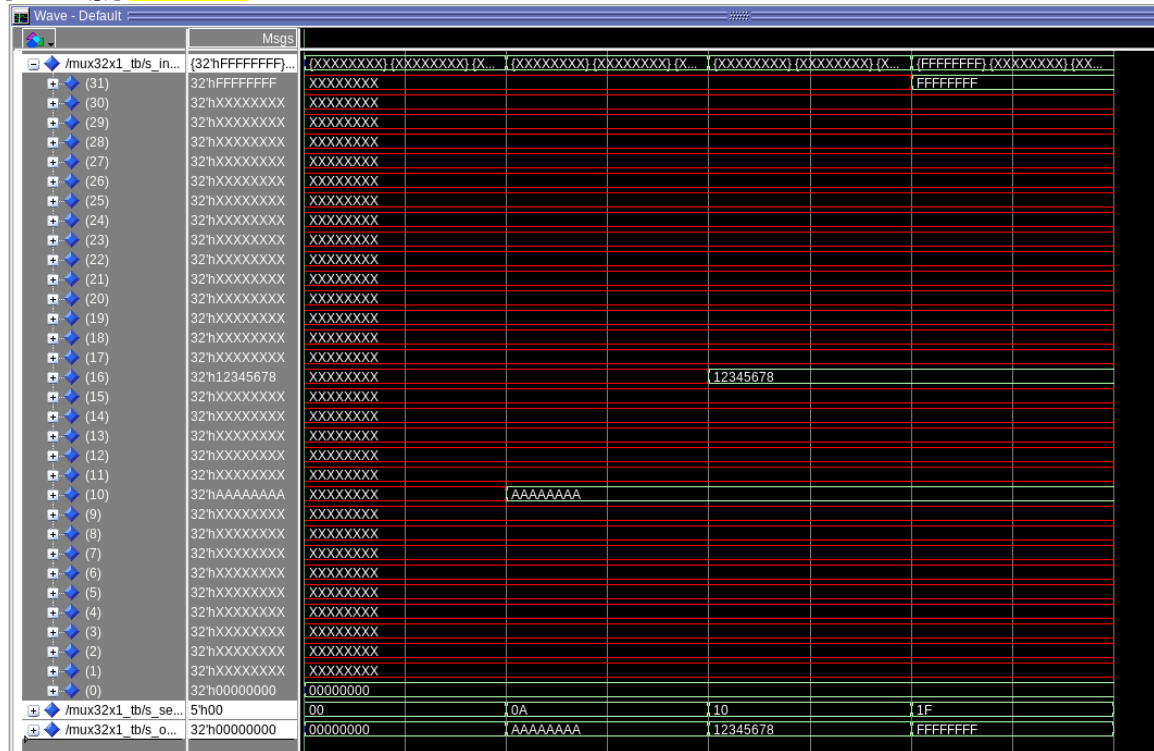 Wave - Default
Msgs
/mux32x1_tb/s_in... {32'hFFFFFFFF}... {XXXXXXXX} {XXXXXXXX} {X... {XXXXXXXX} {XXXXXXXX} {X... {XXXXXXXX} {XXXXXXXX} {X... {FFFFFFFF} {XXXXXXXX} {XX...
(31) 32'hFFFFFFFF XXXXXXXX FFFFFFFF
(30) 32'hXXXXXXXX XXXXXXXX
(29) 32'hXXXXXXXX XXXXXXXX
(28) 32'hXXXXXXXX XXXXXXXX
(27) 32'hXXXXXXXX XXXXXXXX
(26) 32'hXXXXXXXX XXXXXXXX
(25) 32'hXXXXXXXX XXXXXXXX
(24) 32'hXXXXXXXX XXXXXXXX
(23) 32'hXXXXXXXX XXXXXXXX
(22) 32'hXXXXXXXX XXXXXXXX
(21) 32'hXXXXXXXX XXXXXXXX
(20) 32'hXXXXXXXX XXXXXXXX
(19) 32'hXXXXXXXX XXXXXXXX
(18) 32'hXXXXXXXX XXXXXXXX
(17) 32'hXXXXXXXX XXXXXXXX
(16) 32'h12345678 XXXXXXXX 12345678
(15) 32'hXXXXXXXX XXXXXXXX
(14) 32'hXXXXXXXX XXXXXXXX
(13) 32'hXXXXXXXX XXXXXXXX
(12) 32'hXXXXXXXX XXXXXXXX
(11) 32'hXXXXXXXX XXXXXXXX
(10) 32'hAAAAAAAA XXXXXXXX AAAAAAAA
(9) 32'hXXXXXXXX XXXXXXXX
(8) 32'hXXXXXXXX XXXXXXXX
(7) 32'hXXXXXXXX XXXXXXXX
(6) 32'hXXXXXXXX XXXXXXXX
(5) 32'hXXXXXXXX XXXXXXXX
(4) 32'hXXXXXXXX XXXXXXXX
(3) 32'hXXXXXXXX XXXXXXXX
(2) 32'hXXXXXXXX XXXXXXXX
(1) 32'hXXXXXXXX XXXXXXXX
(0) 32'h00000000 00000000
/mux32x1_tb/s_se... 5'h00 00 0A 10 1F
/mux32x1_tb/s_o... 32'h00000000 00000000 AAAAAAAA 12345678 FFFFFFFF